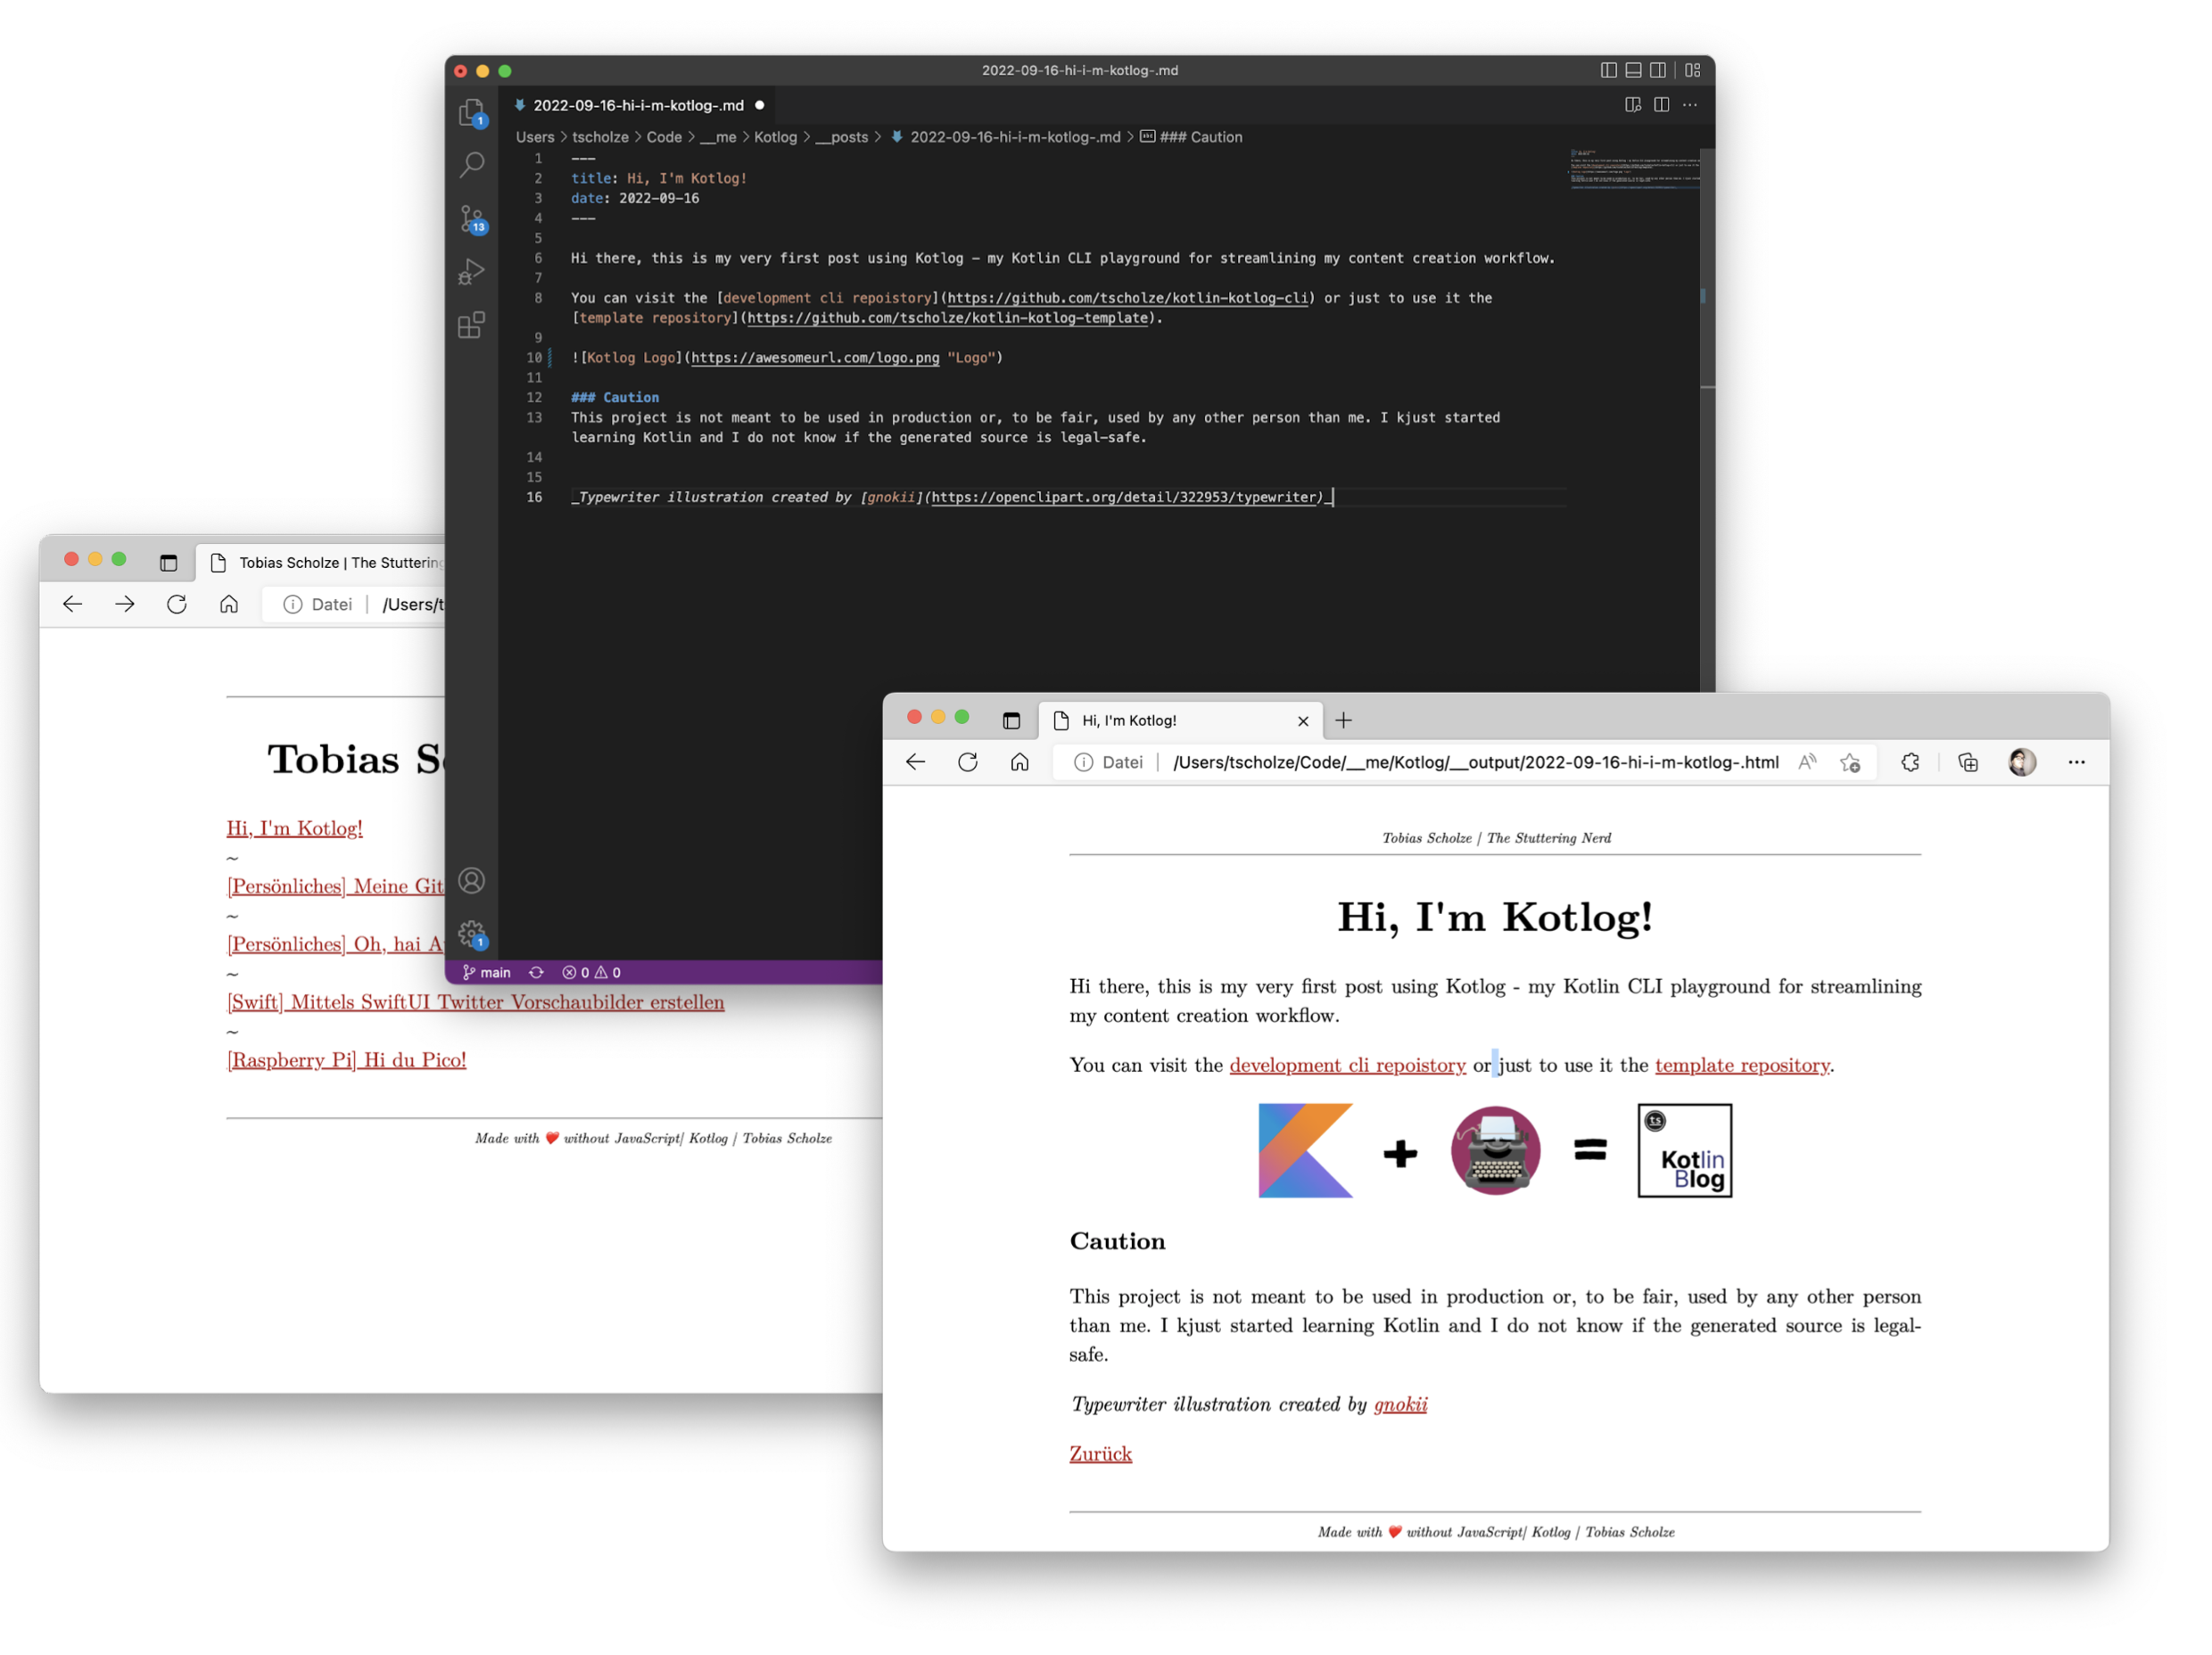 2022-09-16-hi-i-m-kotlog-.md
2022-09-16-hi-i-m-kotlog-.md
Users > tscholze > Code > __me > Kotlog > __posts > 2022-09-16-hi-i-m-kotlog-.md > ### Caution
1 ---
2 title: Hi, I'm Kotlog!
3 date: 2022-09-16
4 ---
5
6 Hi there, this is my very first post using Kotlog - my Kotlin CLI playground for streamlining my content creation workflow.
7
8 You can visit the [development cli repoistory](https://github.com/tscholze/kotlin-kotlog-cli) or just to use it the
[template repository](https://github.com/tscholze/kotlin-kotlog-template).
9
10 ![Kotlog Logo](https://awesomeurl.com/logo.png "Logo")
11
12 ### Caution
13 This project is not meant to be used in production or, to be fair, used by any other person than me. I kjust started
learning Kotlin and I do not know if the generated source is legal-safe.
14
15
16 _Typewriter illustration created by [gnokii](https://openclipart.org/detail/322953/typewriter)_
1
13
1
main 0 0
Tobias Scholze | The Stuttering
Datei | /Users/t
Tobias S
Hi, I'm Kotlog!
~
[Persönliches] Meine Git
~
[Persönliches] Oh, hai A
~
[Swift] Mittels SwiftUI Twitter Vorschaubilder erstellen
~
[Raspberry Pi] Hi du Pico!
Made with ❤️ without JavaScript| Kotlog | Tobias Scholze
Hi, I'm Kotlog!
Datei | /Users/tscholze/Code/__me/Kotlog/__output/2022-09-16-hi-i-m-kotlog-.html
Tobias Scholze | The Stuttering Nerd
Hi, I'm Kotlog!
Hi there, this is my very first post using Kotlog - my Kotlin CLI playground for streamlining
my content creation workflow.
You can visit the development cli repoistory or just to use it the template repository.
+ =
ts
Kotlin
Blog
Caution
This project is not meant to be used in production or, to be fair, used by any other person
than me. I kjust started learning Kotlin and I do not know if the generated source is legal-
safe.
Typewriter illustration created by gnokii
Zurück
Made with ❤️ without JavaScript| Kotlog | Tobias Scholze